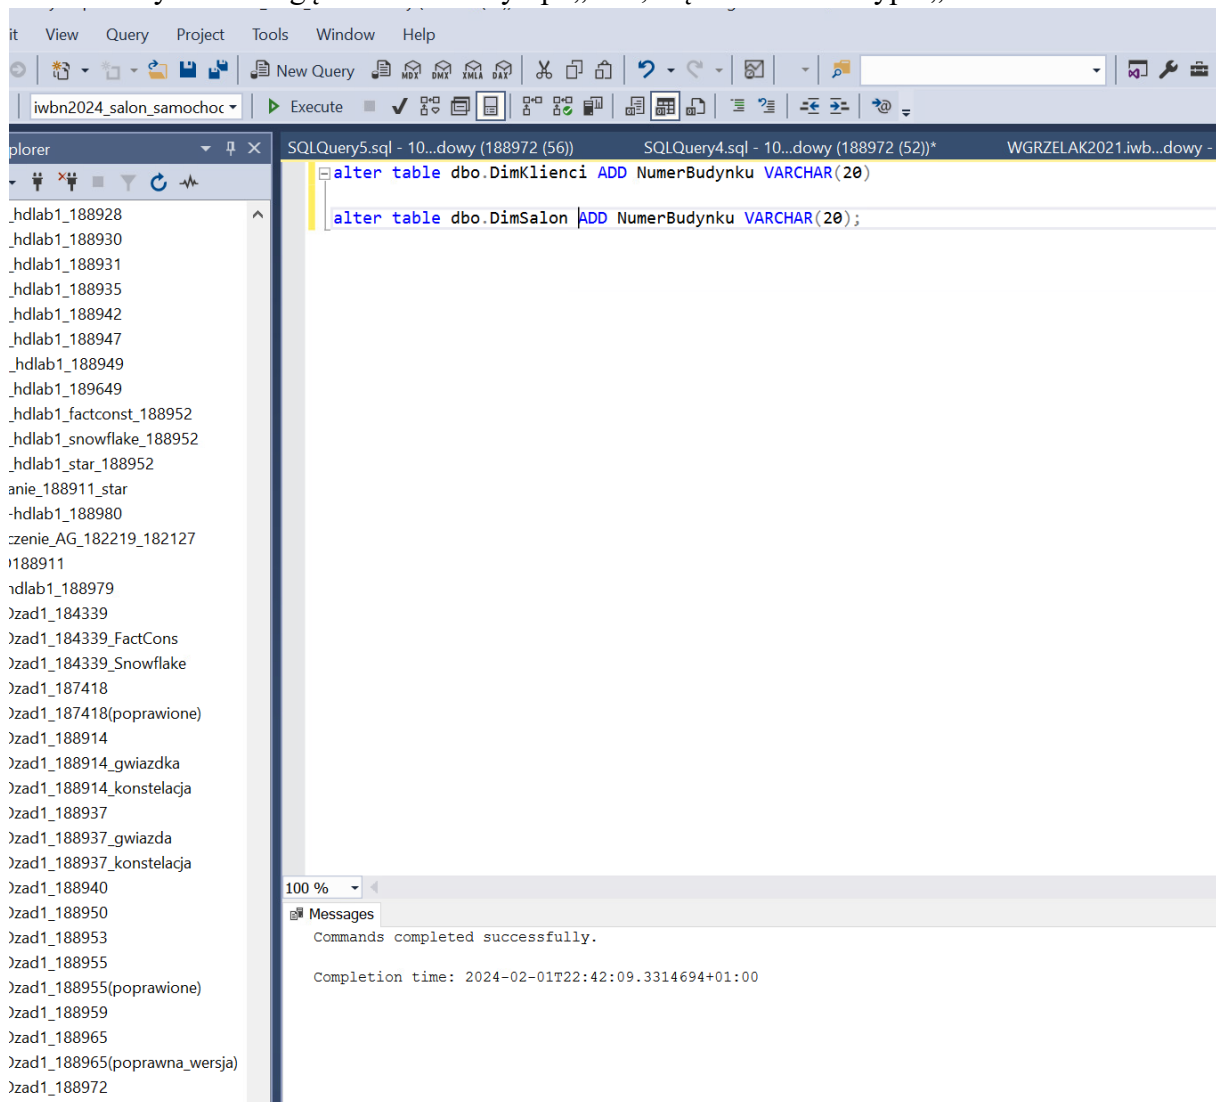 it View Query Project Tools Window Help
New Query MDX DMX XMLA DAX
iwbn2024_salon_samochoc Execute
plorer
SQLQuery5.sql - 10...dowy (188972 (56)) SQLQuery4.sql - 10...dowy (188972 (52))* WGRZELAK2021.iwb...dowy -
alter table dbo.DimKlienci ADD NumerBudynku VARCHAR(20)
alter table dbo.DimSalon ADD NumerBudynku VARCHAR(20);
_hdlab1_188928
_hdlab1_188930
_hdlab1_188931
_hdlab1_188935
_hdlab1_188942
_hdlab1_188947
_hdlab1_188949
_hdlab1_189649
_hdlab1_factconst_188952
_hdlab1_snowflake_188952
_hdlab1_star_188952
anie_188911_star
-hdlab1_188980
czenie_AG_182219_182127
188911
hdlab1_188979
zad1_184339
zad1_184339_FactCons
zad1_184339_Snowflake
zad1_187418
zad1_187418(poprawione)
zad1_188914
zad1_188914_gwiazdka
zad1_188914_konstelacja
zad1_188937
zad1_188937_gwiazda
zad1_188937_konstelacja
zad1_188940
zad1_188950
zad1_188953
zad1_188955
zad1_188955(poprawione)
zad1_188959
zad1_188965
zad1_188965(poprawna_wersja)
zad1_188972
100 %
Messages
Commands completed successfully.
Completion time: 2024-02-01T22:42:09.3314694+01:00